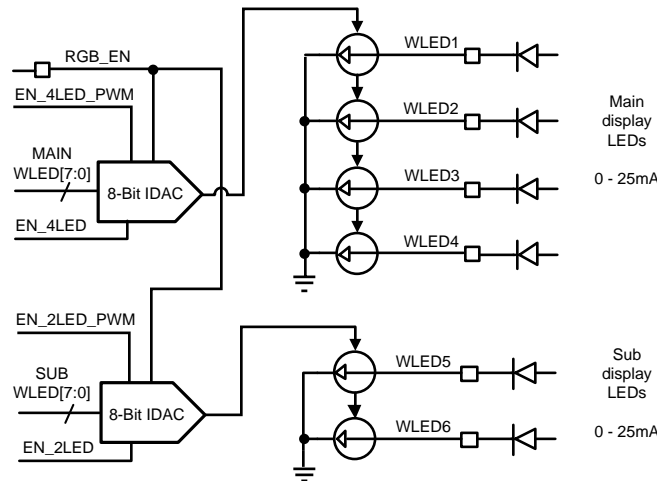 RGB_EN
EN_4LED_PWM
MAIN
WLED[7:0]
8-Bit IDAC
EN_4LED
WLED1
WLED2
WLED3
WLED4
Main
display
LEDs
0 - 25mA
EN_2LED_PWM
SUB
WLED[7:0]
8-Bit IDAC
EN_2LED
WLED5
WLED6
Sub
display
LEDs
0 - 25mA